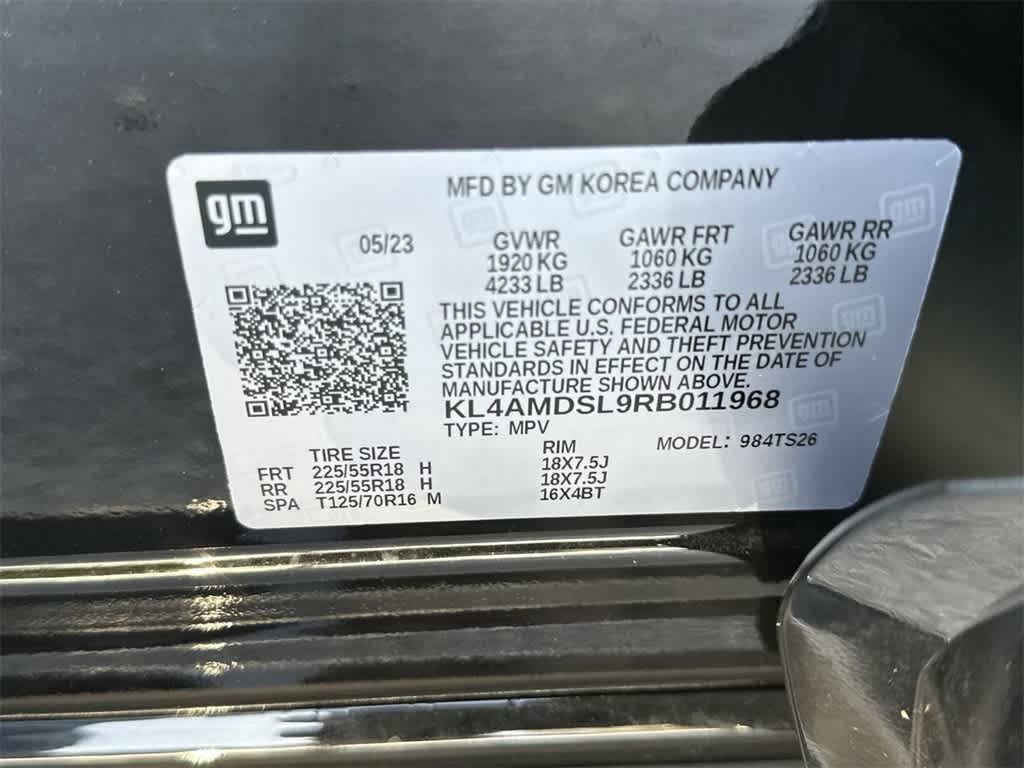 gm
MFD BY GM KOREA COMPANY
05/23
GVWR GAWR FRT GAWR RR
1920 KG 1060 KG 1060 KG
4233 LB 2336 LB 2336 LB
THIS VEHICLE CONFORMS TO ALL
APPLICABLE U.S. FEDERAL MOTOR
VEHICLE SAFETY AND THEFT PREVENTION
STANDARDS IN EFFECT ON THE DATE OF
MANUFACTURE SHOWN ABOVE.
KL4AMDSL9RB011968
TYPE: MPV MODEL: 984TS26
TIRE SIZE RIM
FRT 225/55R18 H 18X7.5J
RR 225/55R18 H 18X7.5J
SPA T125/70R16 M 16X4BT